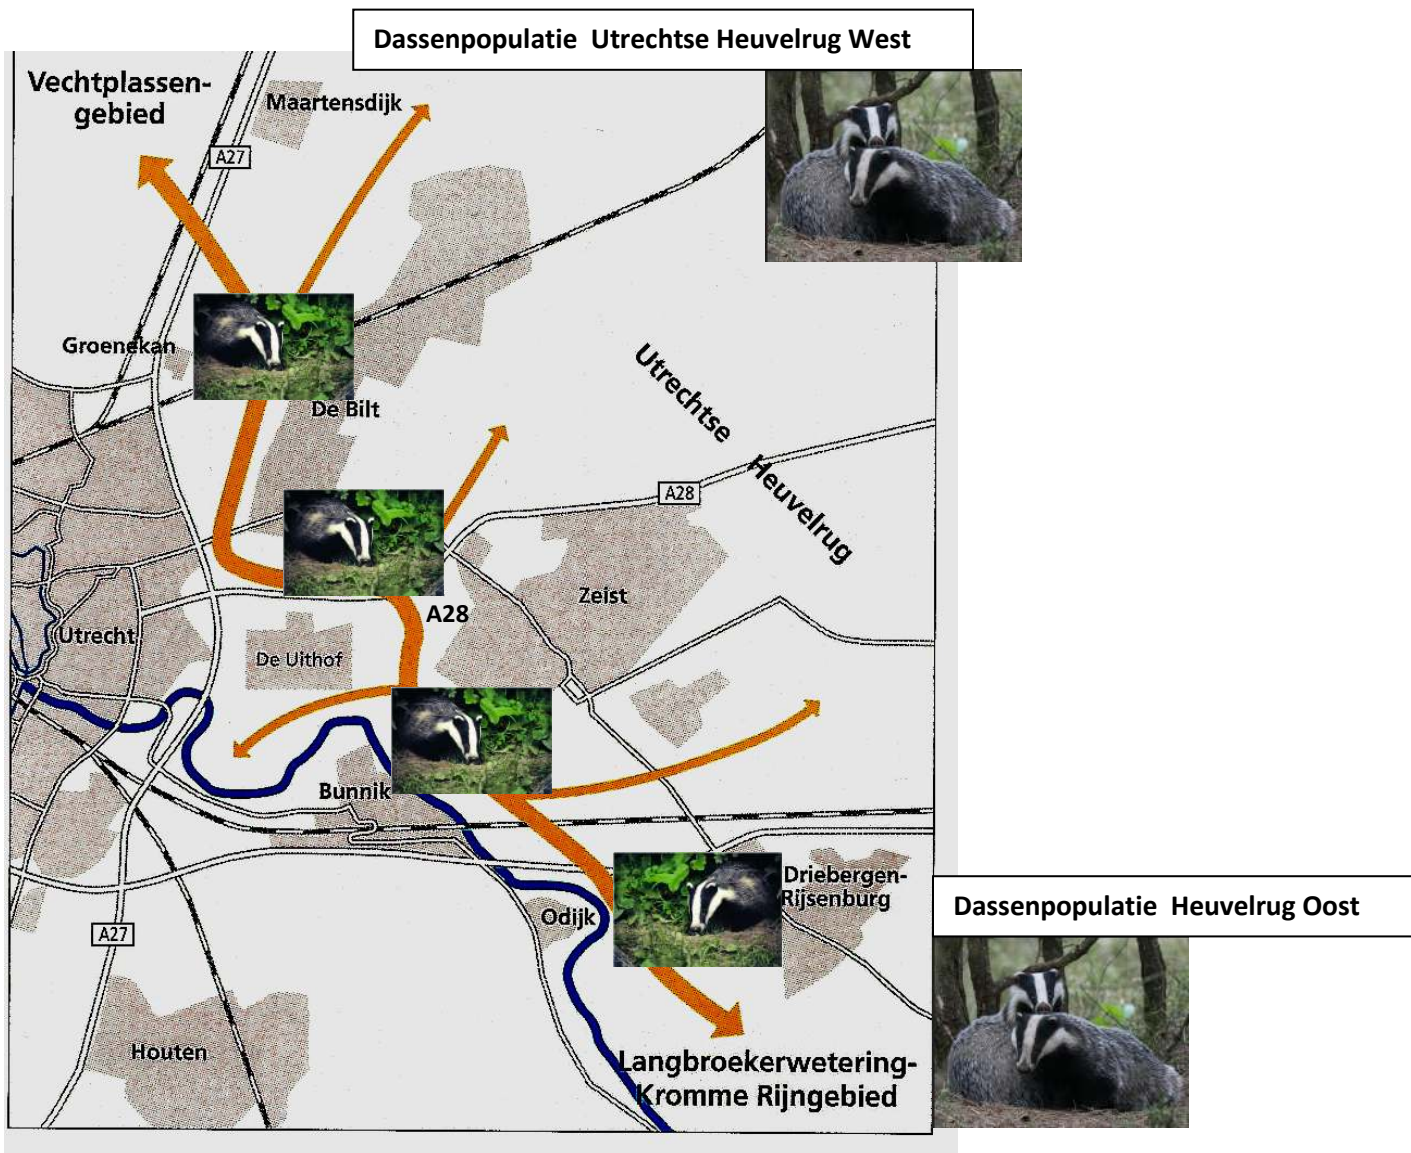 Dassenpopulatie Utrechtse Heuvelrug West
Vechtplassen-
gebied
Maartensdijk
A27
Groenekan
De Bilt
Utrechtse
Heuvelrug
A28
Zeist
A28
Utrecht
De Uithof
Bunnik
Driebergen-
Rijsenburg
Odijk
Dassenpopulatie Heuvelrug Oost
A27
Houten
Langbroekerwetering-
Kromme Rijngebied